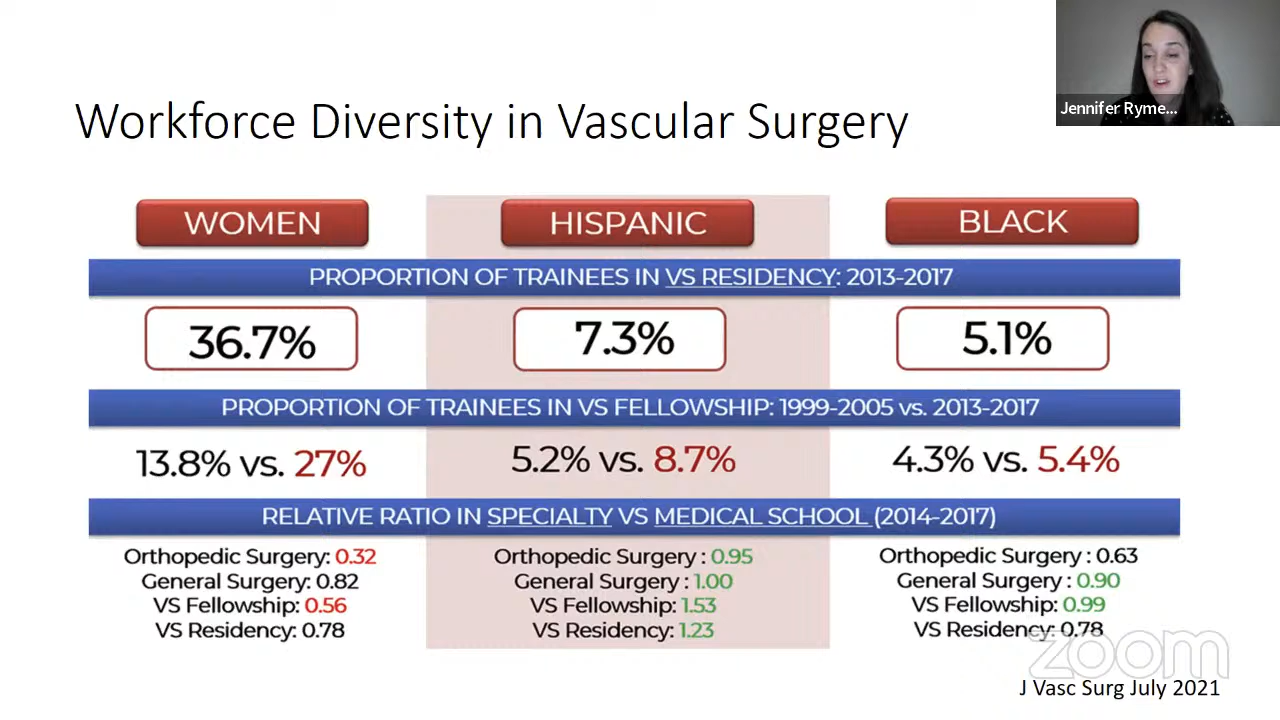 Jennifer Ryme...
Workforce Diversity in Vascular Surgery
WOMEN
HISPANIC
BLACK
PROPORTION OF TRAINEES IN VS RESIDENCY: 2013-2017
36.7%
7.3%
5.1%
PROPORTION OF TRAINEES IN VS FELLOWSHIP: 1999-2005 vs. 2013-2017
13.8% vs. 27%
5.2% vs. 8.7%
4.3% vs. 5.4%
RELATIVE RATIO IN SPECIALTY VS MEDICAL SCHOOL (2014-2017)
Orthopedic Surgery: 0.32
General Surgery: 0.82
VS Fellowship: 0.56
VS Residency: 0.78
Orthopedic Surgery : 0.95
General Surgery : 1.00
VS Fellowship: 1.53
VS Residency: 1.23
Orthopedic Surgery : 0.63
General Surgery : 0.90
VS Fellowship: 0.99
VS Residency: 0.78
zoom
J Vasc Surg July 2021